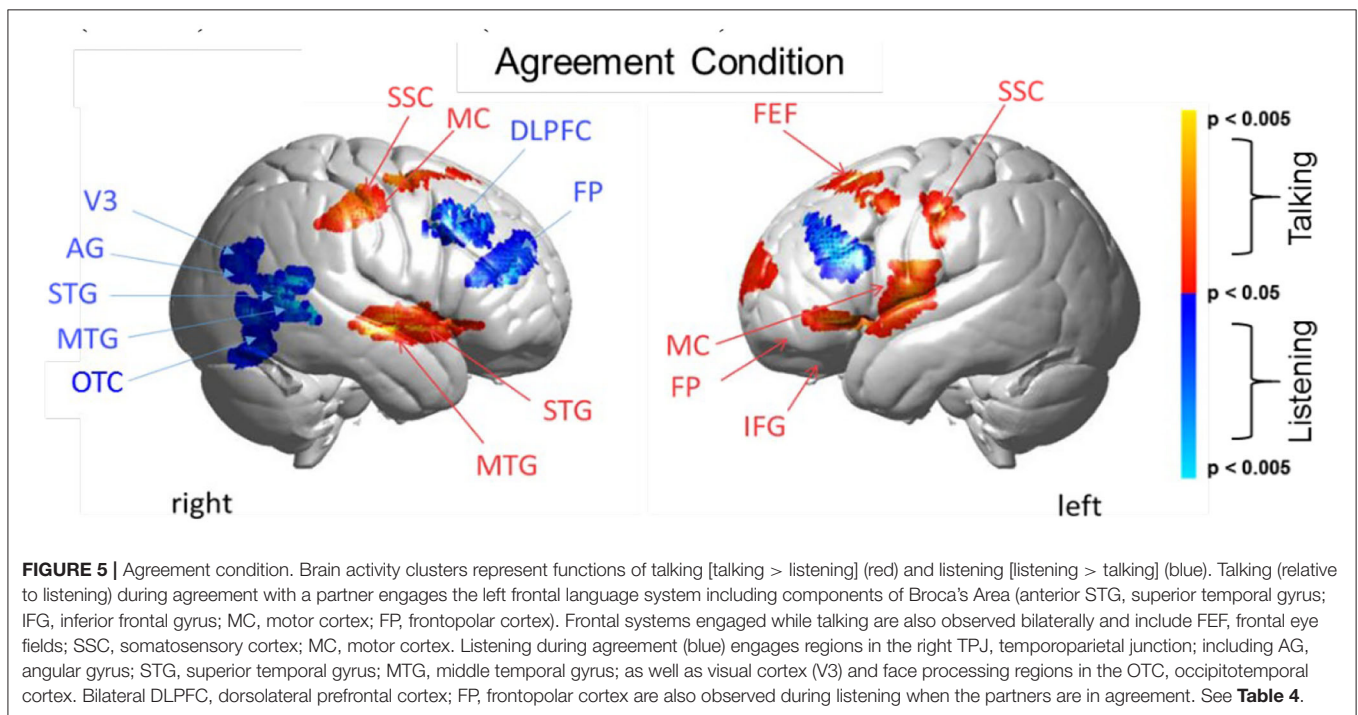 Agreement Condition
SSC
MC
DLPFC
FP
V3
AG
STG
MTG
OTC
STG
MTG
right
FEF
SSC
MC
FP
IFG
left
p < 0.005
Talking
p < 0.05
Listening
p < 0.005
FIGURE 5 | Agreement condition. Brain activity clusters represent functions of talking [talking > listening] (red) and listening [listening > talking] (blue). Talking (relative
to listening) during agreement with a partner engages the left frontal language system including components of Broca's Area (anterior STG, superior temporal gyrus;
IFG, inferior frontal gyrus; MC, motor cortex; FP, frontopolar cortex). Frontal systems engaged while talking are also observed bilaterally and include FEF, frontal eye
fields; SSC, somatosensory cortex; MC, motor cortex. Listening during agreement (blue) engages regions in the right TPJ, temporoparietal junction; including AG,
angular gyrus; STG, superior temporal gyrus; MTG, middle temporal gyrus; as well as visual cortex (V3) and face processing regions in the OTC, occipitotemporal
cortex. Bilateral DLPFC, dorsolateral prefrontal cortex; FP, frontopolar cortex are also observed during listening when the partners are in agreement. See Table 4.